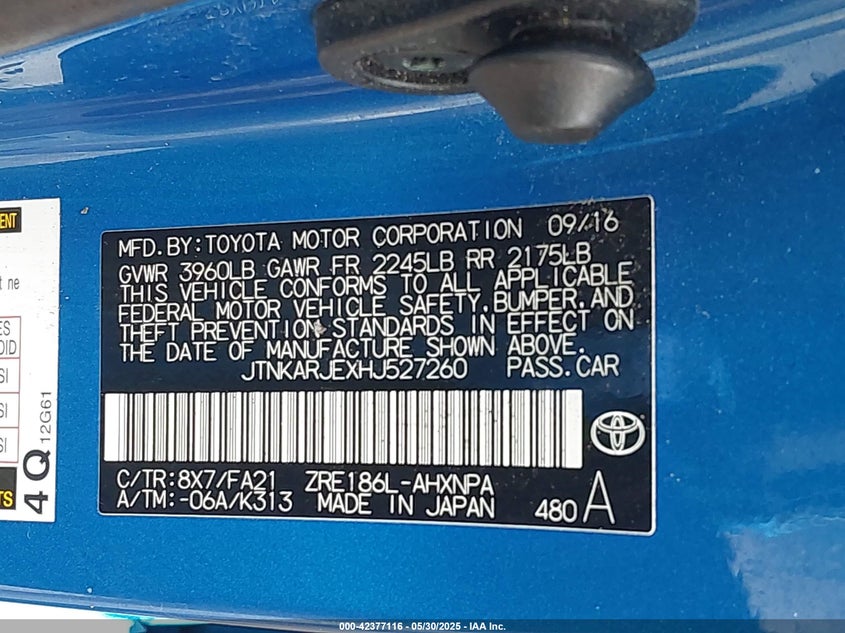 MFD.BY:TOYOTA MOTOR CORPORATION 09/16
GVWR 3960LB GAWR FR 2245LB RR 2175LB
THIS VEHICLE CONFORMS TO ALL APPLICABLE
FEDERAL MOTOR VEHICLE SAFETY,BUMPER,AND
THEFT PREVENTION STANDARDS IN EFFECT ON
THE DATE OF MANUFACTURE SHOWN ABOVE.
JTNKARJEXHJ527260 PASS.CAR
C/TR:8X7/FA21 ZRE186L-AHXNPA
A/TM:-06A/K313 MADE IN JAPAN 480 A
4Q 12G61
000-42377116 - 05/30/2025 - IAA Inc.